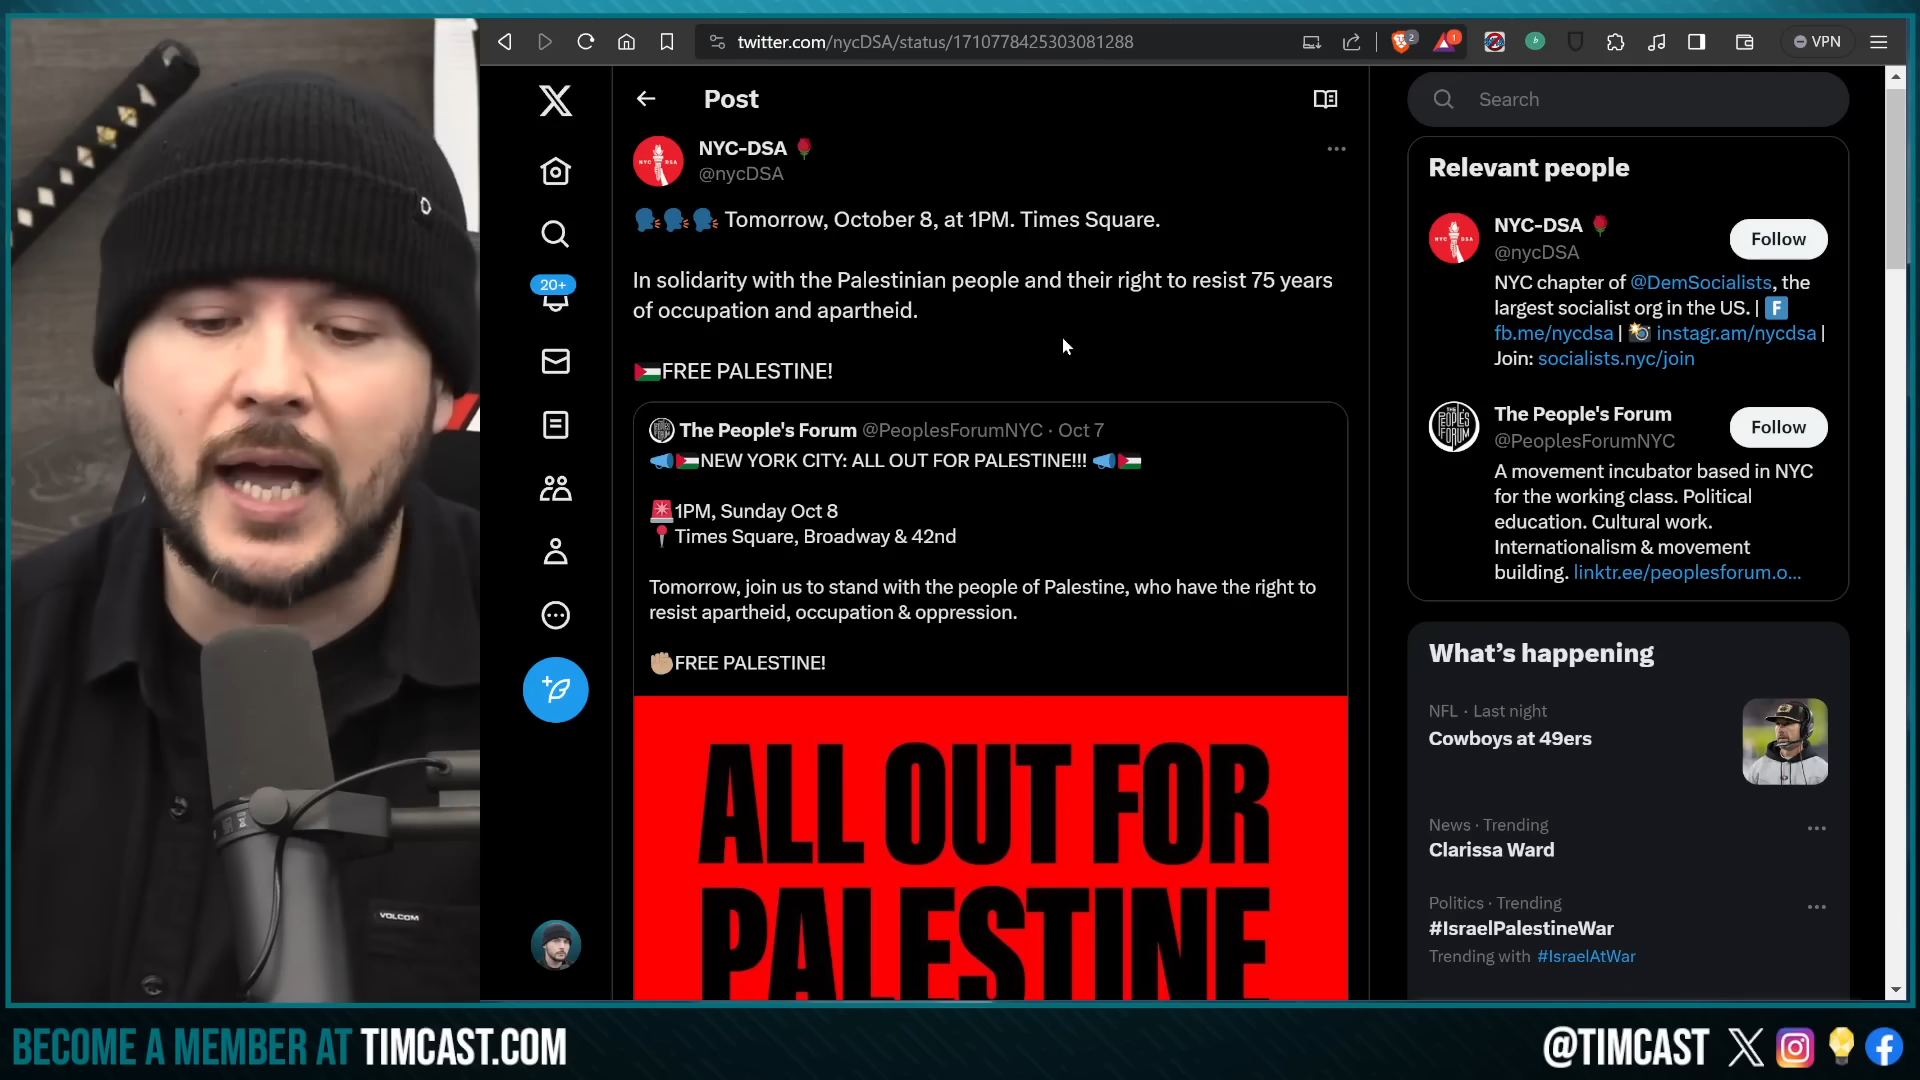 twitter.com/nycDSA/status/1710778425303081288
2
1
VPN
Post
Search
NYC-DSA
@nycDSA
Tomorrow, October 8, at 1PM. Times Square.
In solidarity with the Palestinian people and their right to resist 75 years
of occupation and apartheid.
FREE PALESTINE!
The People's Forum @PeoplesForumNYC · Oct 7
NEW YORK CITY: ALL OUT FOR PALESTINE!!!
1PM, Sunday Oct 8
Times Square, Broadway & 42nd
Tomorrow, join us to stand with the people of Palestine, who have the right to
resist apartheid, occupation & oppression.
FREE PALESTINE!
ALL OUT FOR
PALESTINE
20+
Relevant people
NYC-DSA
@nycDSA
Follow
NYC chapter of @DemSocialists, the
largest socialist org in the US. |
fb.me/nycdsa | instagr.am/nycdsa |
Join: socialists.nyc/join
The People's Forum
@PeoplesForumNYC
Follow
A movement incubator based in NYC
for the working class. Political
education. Cultural work.
Internationalism & movement
building. linktr.ee/peoplesforum.o...
What's happening
NFL · Last night
Cowboys at 49ers
News · Trending
Clarissa Ward
Politics · Trending
#IsraelPalestineWar
Trending with #IsraelAtWar
VOLCOM
BECOME A MEMBER AT TIMCAST.COM
@TIMCAST